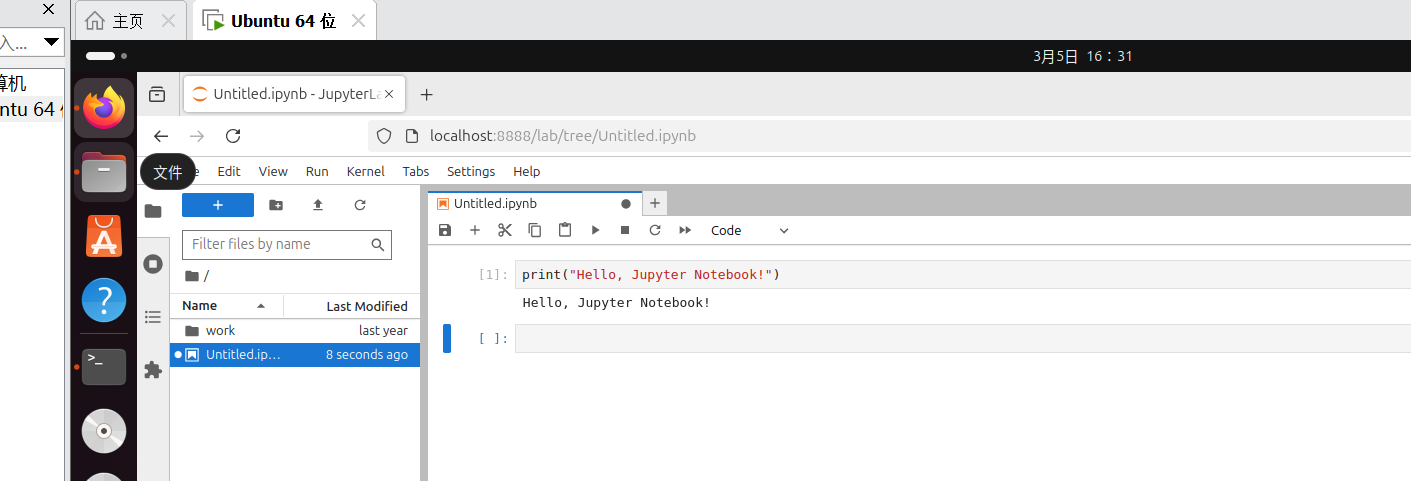 主页
Ubuntu 64 位
入...
3月5日 16：31
算机
ntu 64 位
Untitled.ipynb - JupyterLa
localhost:8888/lab/tree/Untitled.ipynb
文件
Edit View Run Kernel Tabs Settings Help
Untitled.ipynb
Code
Filter files by name
/
Name Last Modified
work last year
Untitled.ip... 8 seconds ago
[1]: print("Hello, Jupyter Notebook!")
Hello, Jupyter Notebook!
[ ]: